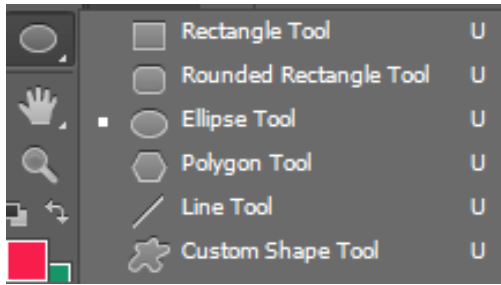 Rectangle Tool U
Rounded Rectangle Tool U
Ellipse Tool U
Polygon Tool U
Line Tool U
Custom Shape Tool U